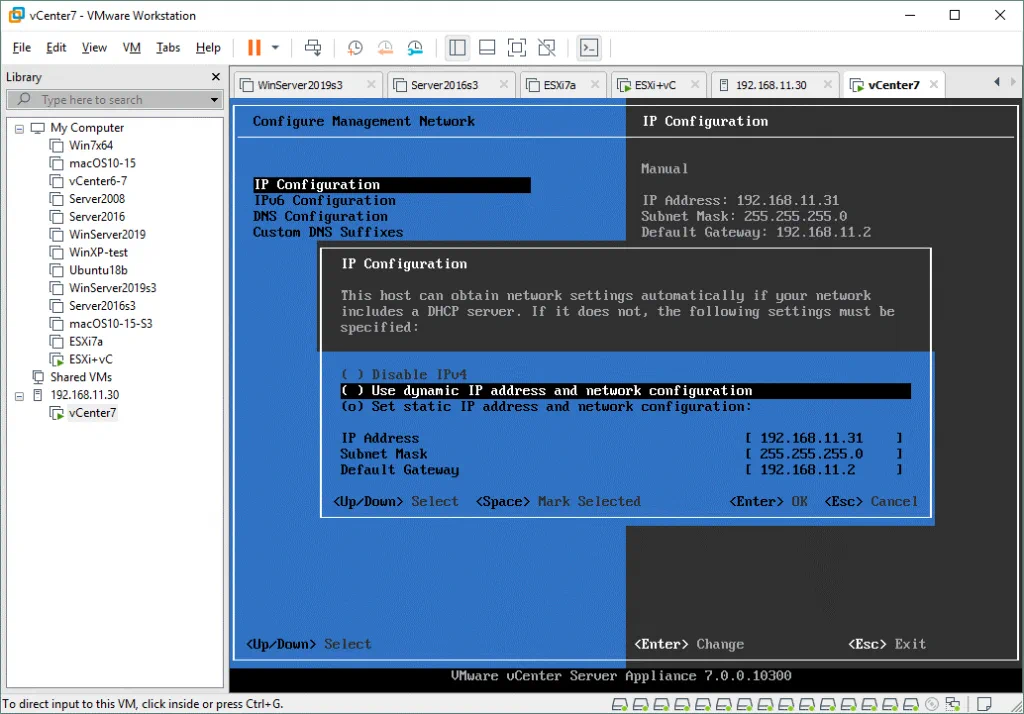 vCenter7 - VMware Workstation
File Edit View VM Tabs Help
Library
Type here to search
My Computer
Win7x64
macOS10-15
vCenter6-7
Server2008
Server2016
WinServer2019
WinXP-test
Ubuntu18b
WinServer2019s3
Server2016s3
macOS10-15-S3
ESXi7a
ESXi+vC
Shared VMs
192.168.11.30
vCenter7
WinServer2019s3 Server2016s3 ESXi7a ESXi+vC 192.168.11.30 vCenter7
Configure Management Network
IP Configuration
IPv6 Configuration
DNS Configuration
Custom DNS Suffixes
IP Configuration
Manual
IP Address: 192.168.11.31
Subnet Mask: 255.255.255.0
Default Gateway: 192.168.11.2
IP Configuration
This host can obtain network settings automatically if your network
includes a DHCP server. If it does not, the following settings must be
specified:
( ) Disable IPv4
( ) Use dynamic IP address and network configuration
(o) Set static IP address and network configuration:
IP Address [ 192.168.11.31 ]
Subnet Mask [ 255.255.255.0 ]
Default Gateway [ 192.168.11.2 ]
<Up/Down> Select <Space> Mark Selected <Enter> OK <Esc> Cancel
<Up/Down> Select <Enter> Change <Esc> Exit
VMware vCenter Server Appliance 7.0.0.10300
To direct input to this VM, click inside or press Ctrl+G.